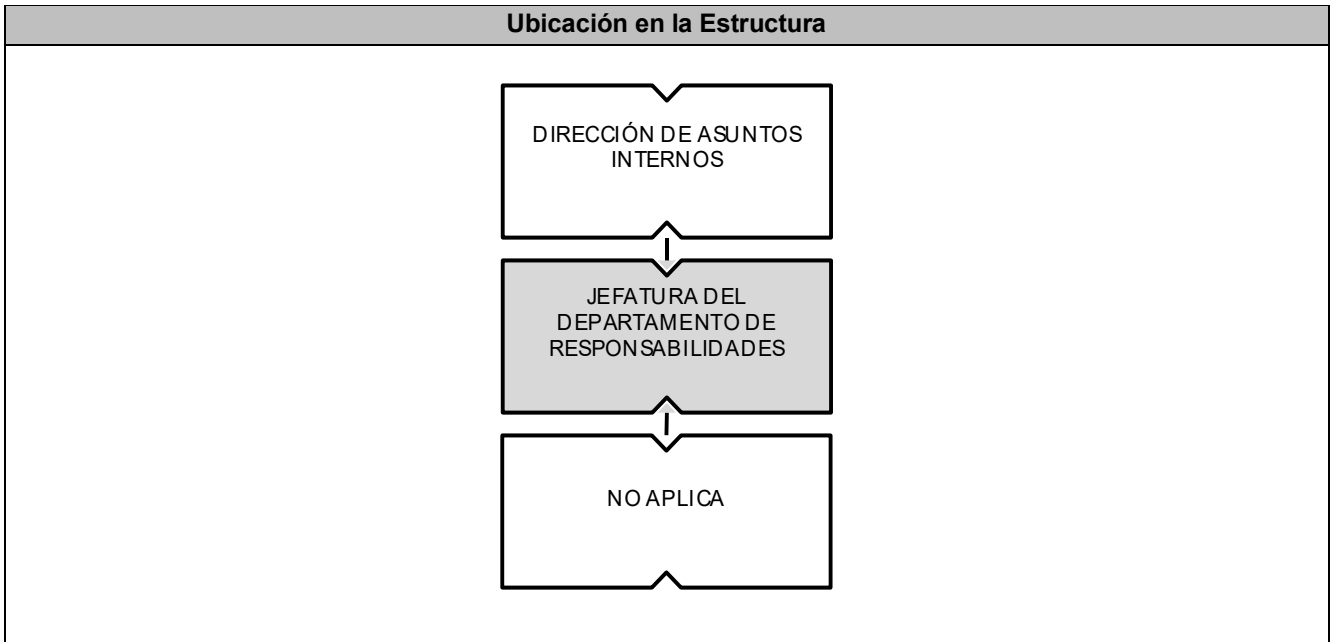 Ubicación en la Estructura
DIRECCIÓN DE ASUNTOS
INTERNOS
JEFATURA DEL
DEPARTAMENTO DE
RESPONSABILIDADES
NO APLICA